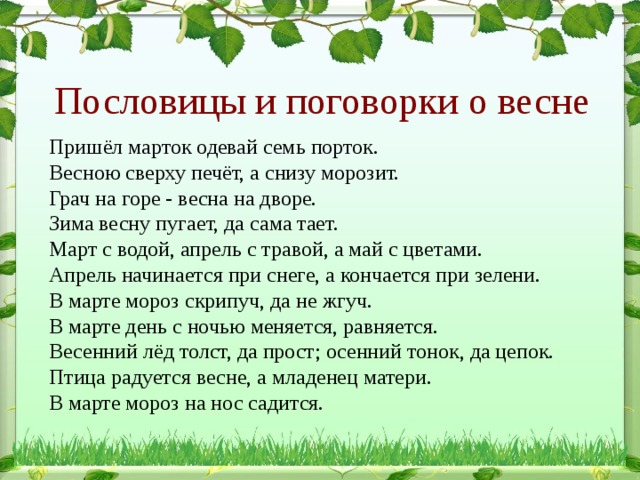 Пословицы и поговорки о весне
Пришёл марток одевай семь порток.
Весною сверху печёт, а снизу морозит.
Грач на горе - весна на дворе.
Зима весну пугает, да сама тает.
Март с водой, апрель с травой, а май с цветами.
Апрель начинается при снеге, а кончается при зелени.
В марте мороз скрипуч, да не жгуч.
В марте день с ночью меняется, равняется.
Весенний лёд толст, да прост; осенний тонок, да цепок.
Птица радуется весне, а младенец матери.
В марте мороз на нос садится.